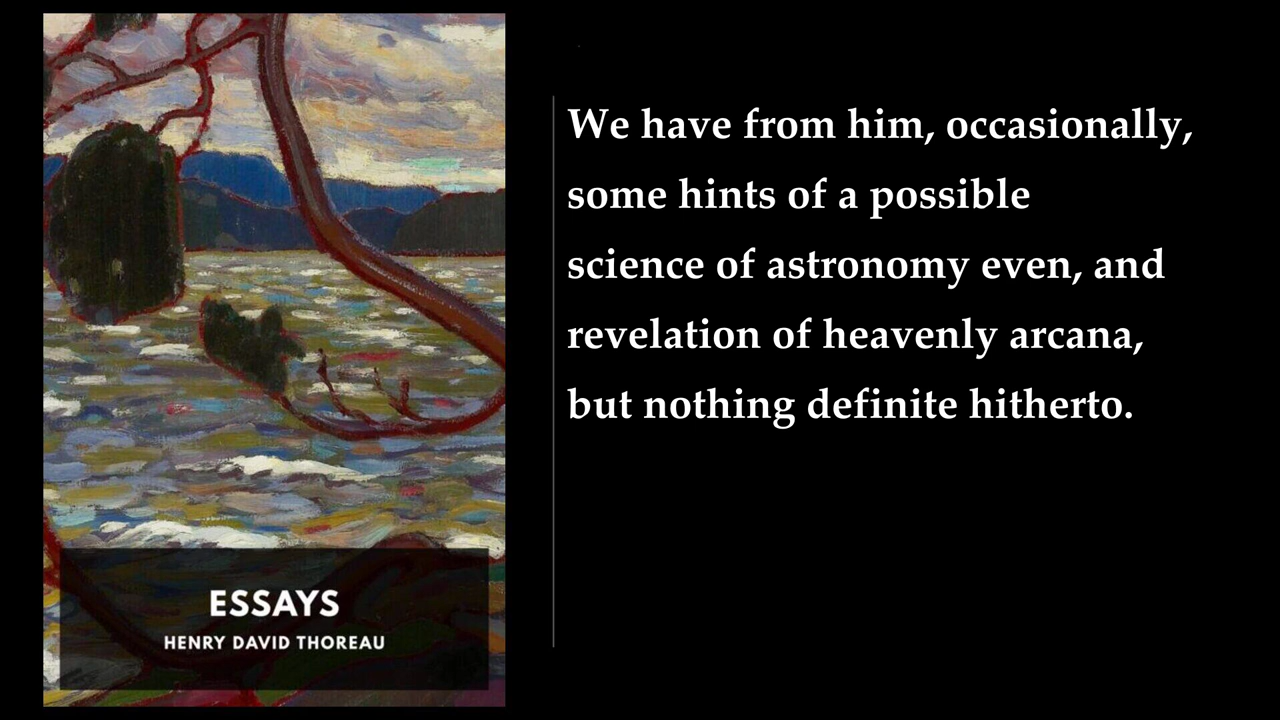 ESSAYS
HENRY DAVID THOREAU
We have from him, occasionally,
some hints of a possible
science of astronomy even, and
revelation of heavenly arcana,
but nothing definite hitherto.